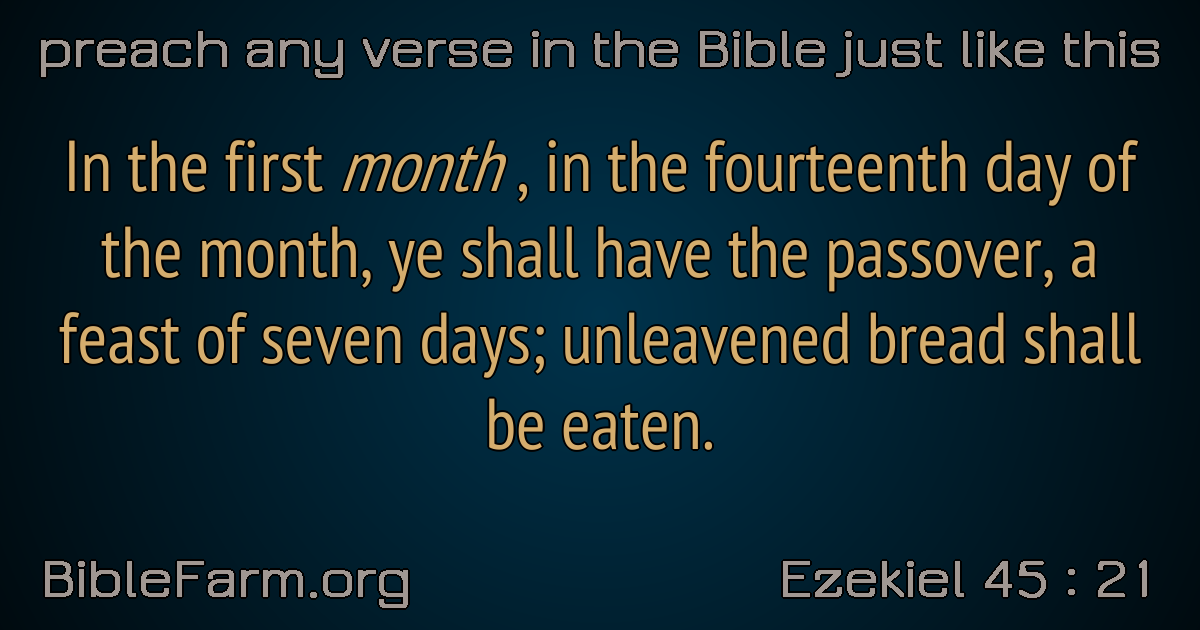 preach any verse in the Bible just like this
In the first month , in the fourteenth day of
the month, ye shall have the passover, a
feast of seven days; unleavened bread shall
be eaten.
BibleFarm.org
Ezekiel 45 : 21